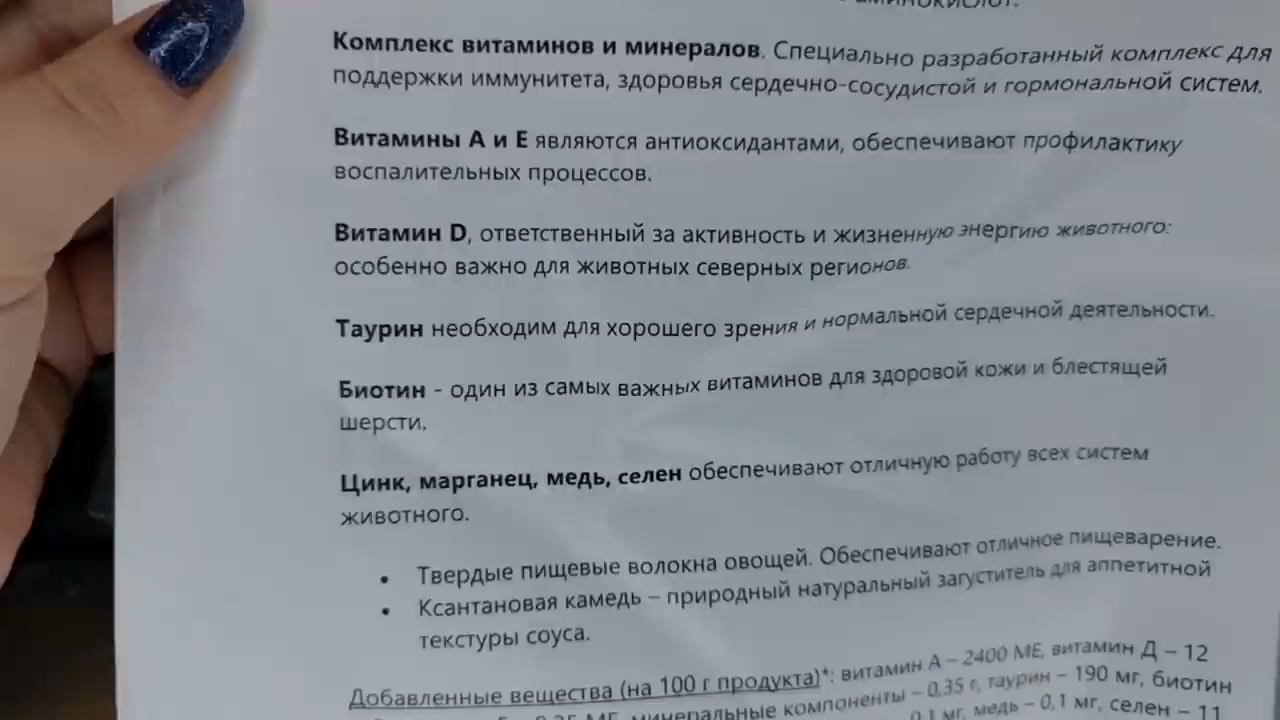 аминокислот.
Комплекс витаминов и минералов. Специально разработанный комплекс для
поддержки иммунитета, здоровья сердечно-сосудистой и гормональной систем.
Витамины А и Е являются антиоксидантами, обеспечивают профилактику
воспалительных процессов.
Витамин D, ответственный за активность и жизненную энергию животного:
особенно важно для животных северных регионов.
Таурин необходим для хорошего зрения и нормальной сердечной деятельности.
Биотин - один из самых важных витаминов для здоровой кожи и блестящей
шерсти.
Цинк, марганец, медь, селен обеспечивают отличную работу всех систем
животного.
• Твердые пищевые волокна овощей. Обеспечивают отличное пищеварение.
• Ксантановая камедь – природный натуральный загуститель для аппетитной
текстуры соуса.
Добавленные вещества (на 100 г продукта)*: витамин А – 2400 МЕ, витамин Д – 12
МЕ, минеральные компоненты – 0,35 г, таурин – 190 мг, биотин
0,1 мг, медь – 0,1 мг, селен – 11